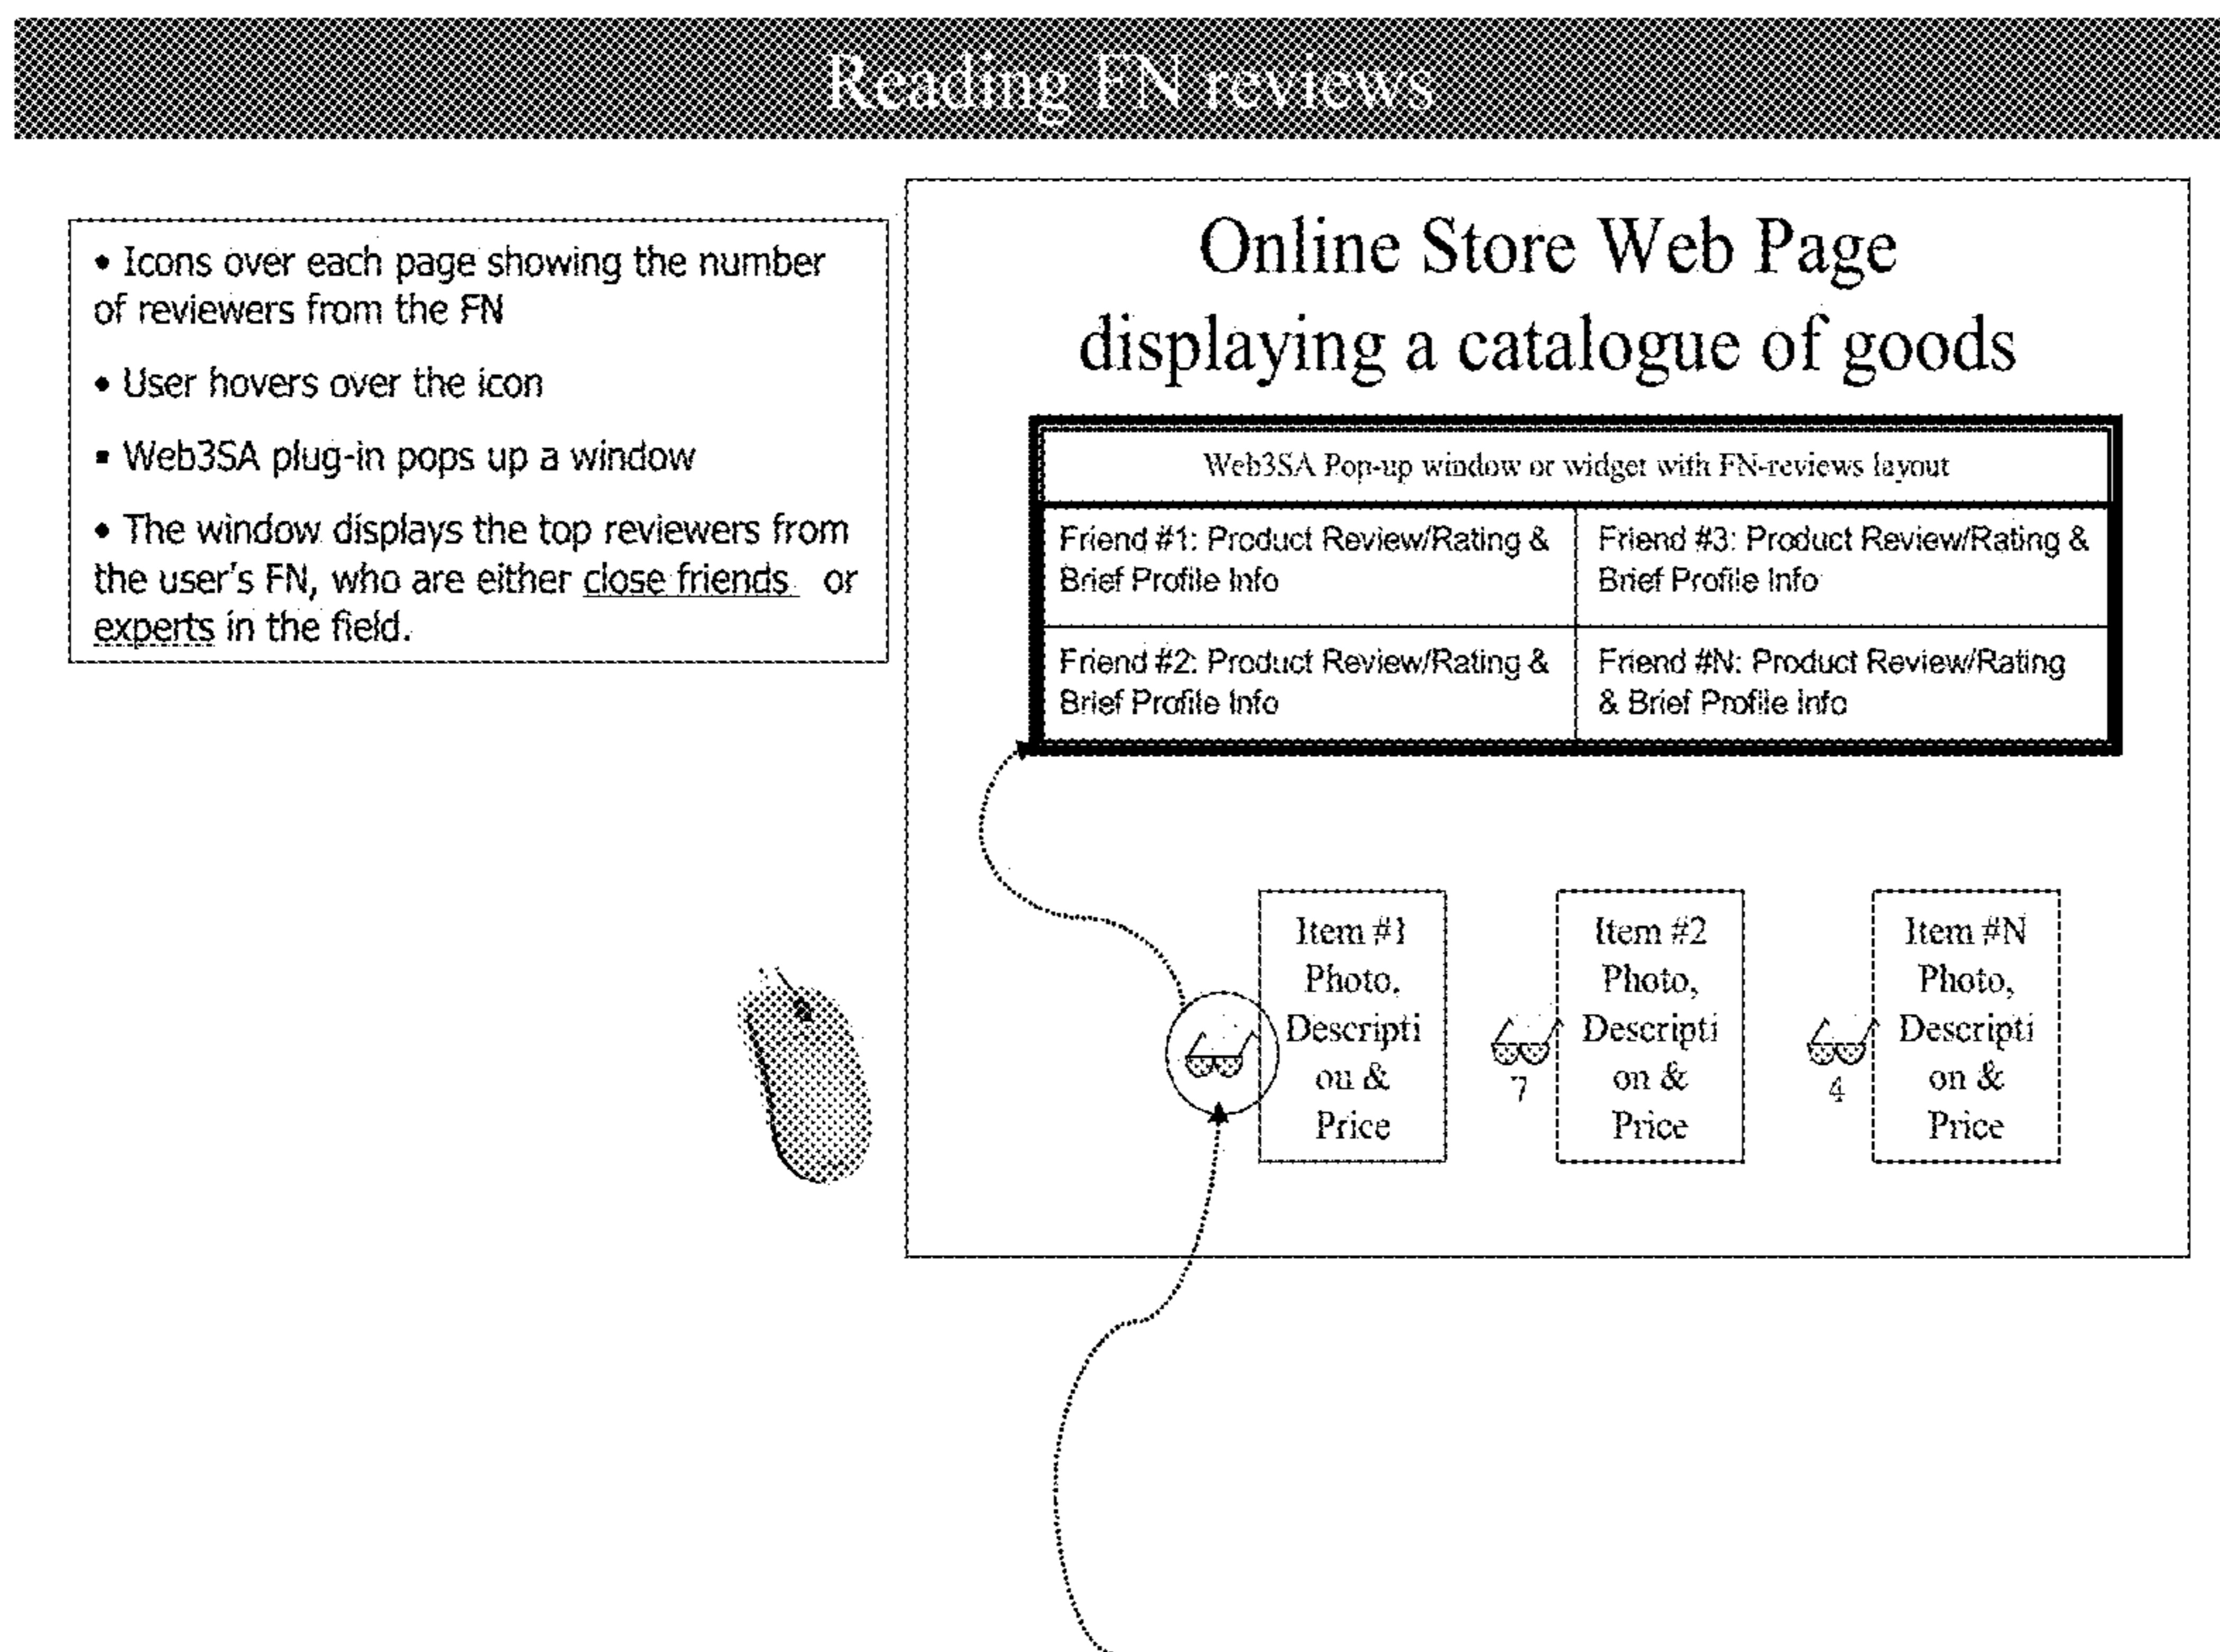 Reading FN reviews
• Icons over each page showing the number
of reviewers from the FN
• User hovers over the icon
▪ Web3SA plug-in pops up a window
• The window displays the top reviewers from
the user's FN, who are either close friends or
experts in the field.
Online Store Web Page
displaying a catalogue of goods
Web3SA Pop-up window or widget with FN-reviews layout
Friend #1: Product Review/Rating &
Brief Profile Info
Friend #3: Product Review/Rating &
Brief Profile Info
Friend #2: Product Review/Rating &
Brief Profile Info
Friend #N: Product Review/Rating
& Brief Profile Info
Item #1
Photo,
Descripti
on &
Price
7
Item #2
Photo,
Descripti
on &
Price
4
Item #N
Photo,
Descripti
on &
Price